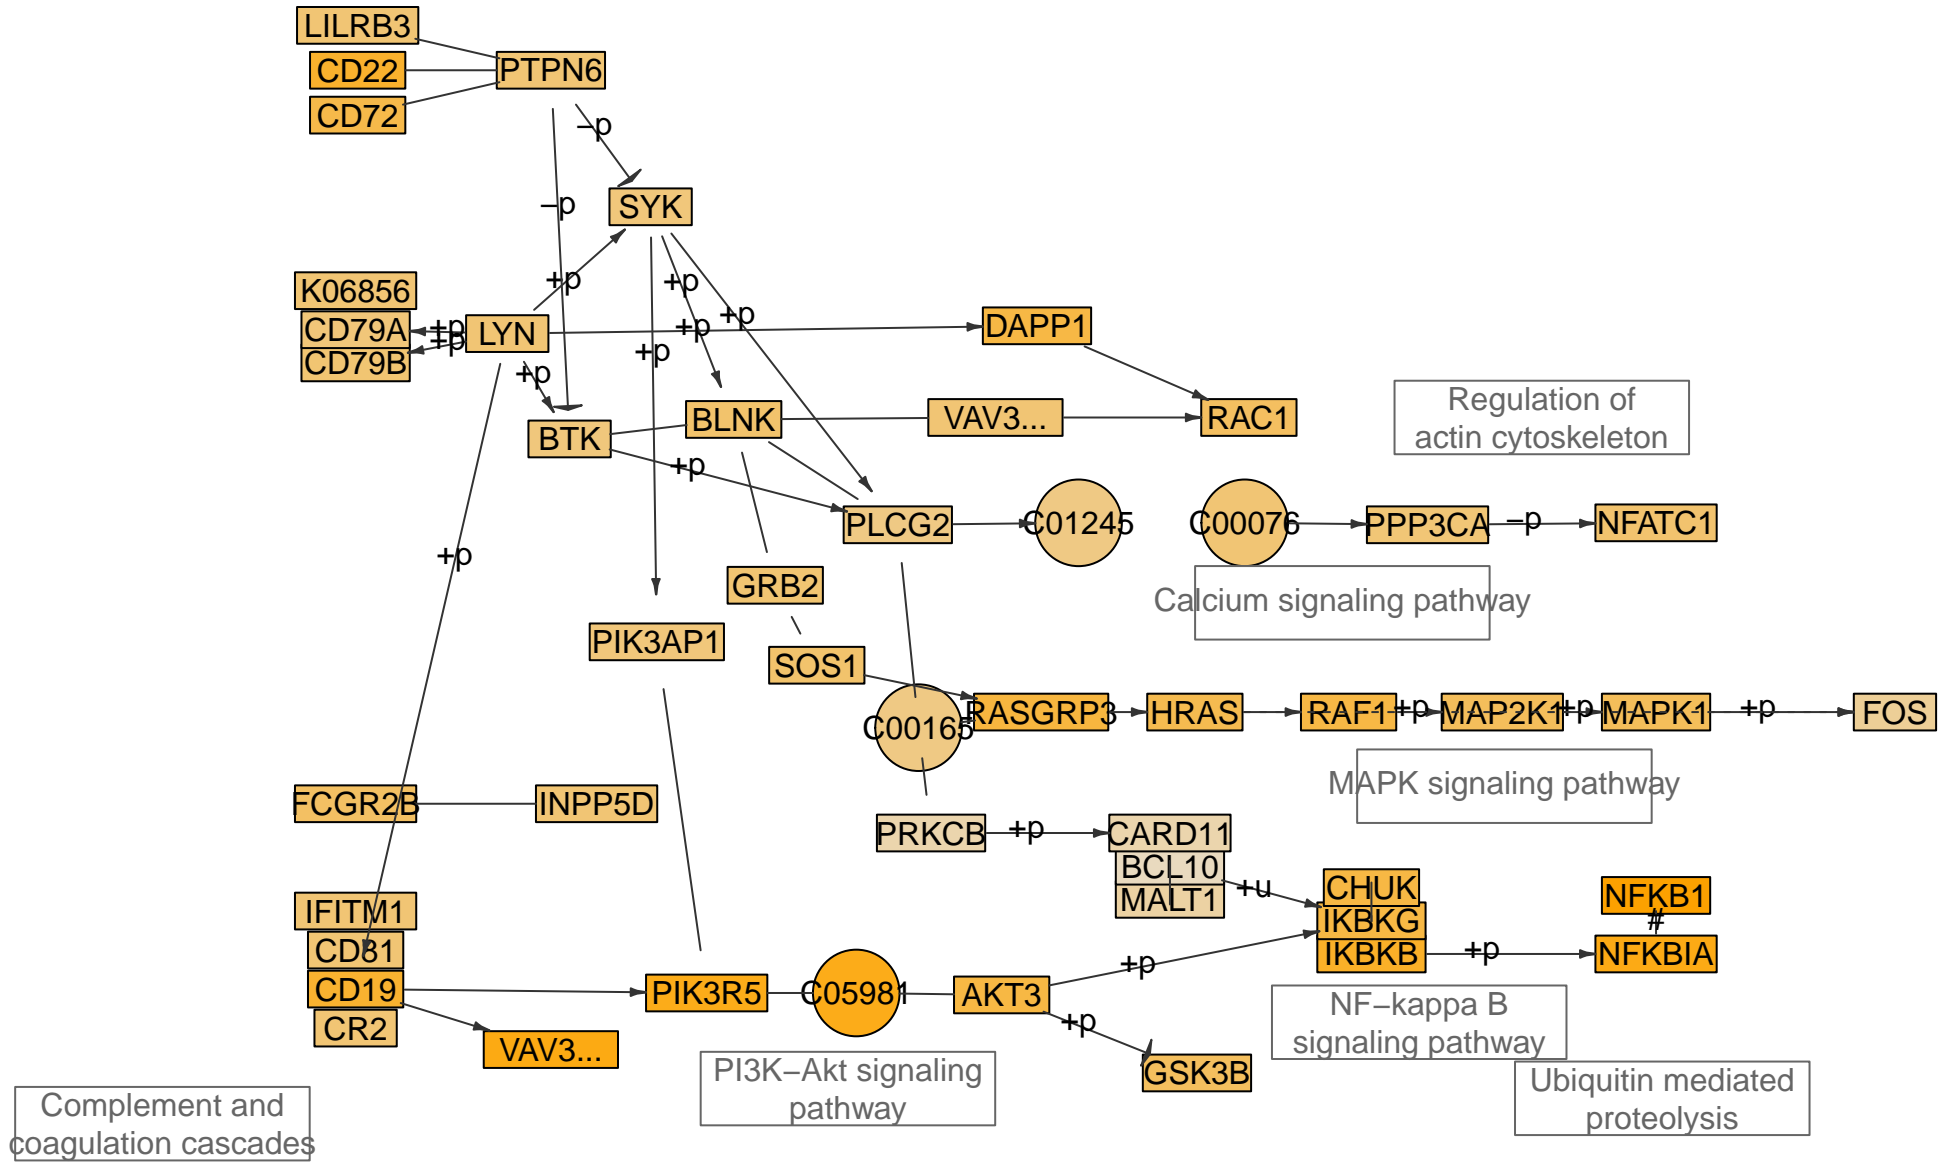 LILRB3
CD22
PTPN6
CD72
−p
SYK
−p
+p
+p
K06856
CD79A
+p
LYN
+p
+p
DAPP1
CD79B
+p
+p
+p
BTK
BLNK
VAV3...
RAC1
Regulation of
actin cytoskeleton
+p
PLCG2
C01245
C00076
PPP3CA
−p
NFATC1
+p
GRB2
Calcium signaling pathway
PIK3AP1
SOS1
C00165
RASGRP3
HRAS
RAF1
+p
MAP2K1
+p
MAPK1
+p
FOS
MAPK signaling pathway
FCGR2B
INPP5D
PRKCB
+p
CARD11
BCL10
MALT1
+u
CHUK
IKBKG
IKBKB
+p
NFKB1
#
NFKBIA
IFITM1
CD81
CD19
CR2
VAV3...
PIK3R5
C05981
AKT3
+p
+p
GSK3B
NF−kappa B
signaling pathway
PI3K−Akt signaling
pathway
Ubiquitin mediated
proteolysis
Complement and
coagulation cascades